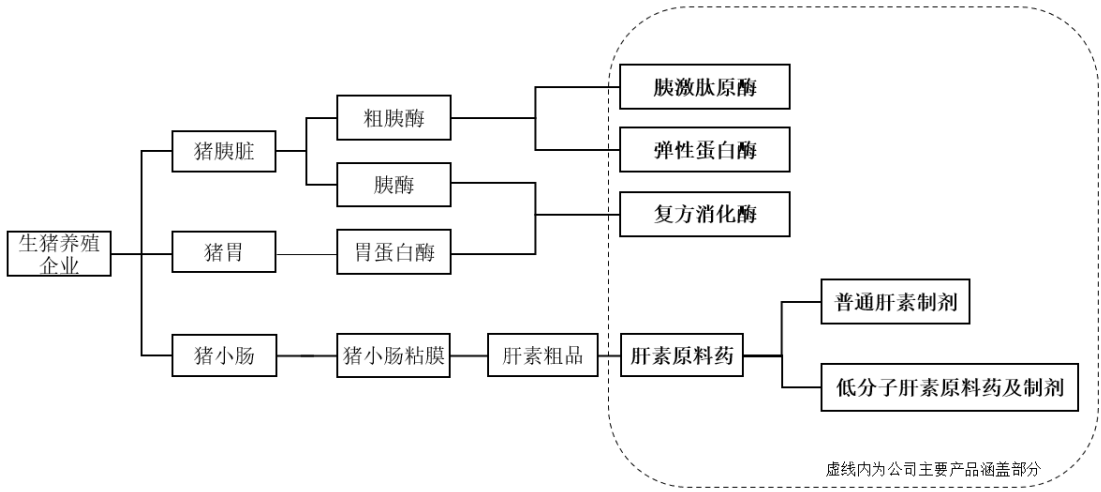 生猪养殖
企业
猪胰脏
粗胰酶
胰激肽原酶
弹性蛋白酶
胰酶
复方消化酶
猪胃
胃蛋白酶
猪小肠
猪小肠粘膜
肝素粗品
肝素原料药
普通肝素制剂
低分子肝素原料药及制剂
虚线内为公司主要产品涵盖部分